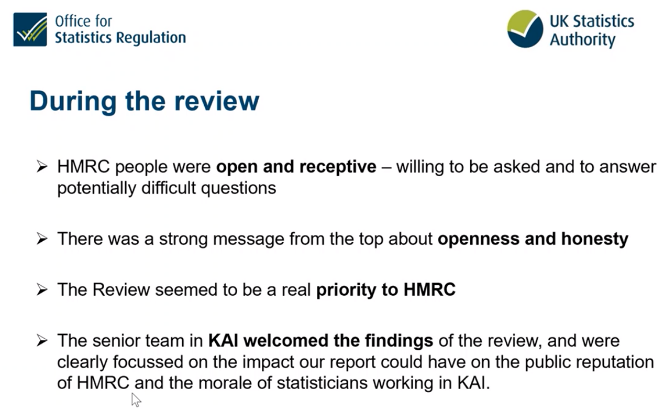 Office for
Statistics Regulation
UK Statistics
Authority
During the review
➢ HMRC people were open and receptive – willing to be asked and to answer
potentially difficult questions
➢ There was a strong message from the top about openness and honesty
➢ The Review seemed to be a real priority to HMRC
➢ The senior team in KAI welcomed the findings of the review, and were
clearly focussed on the impact our report could have on the public reputation
of HMRC and the morale of statisticians working in KAI.